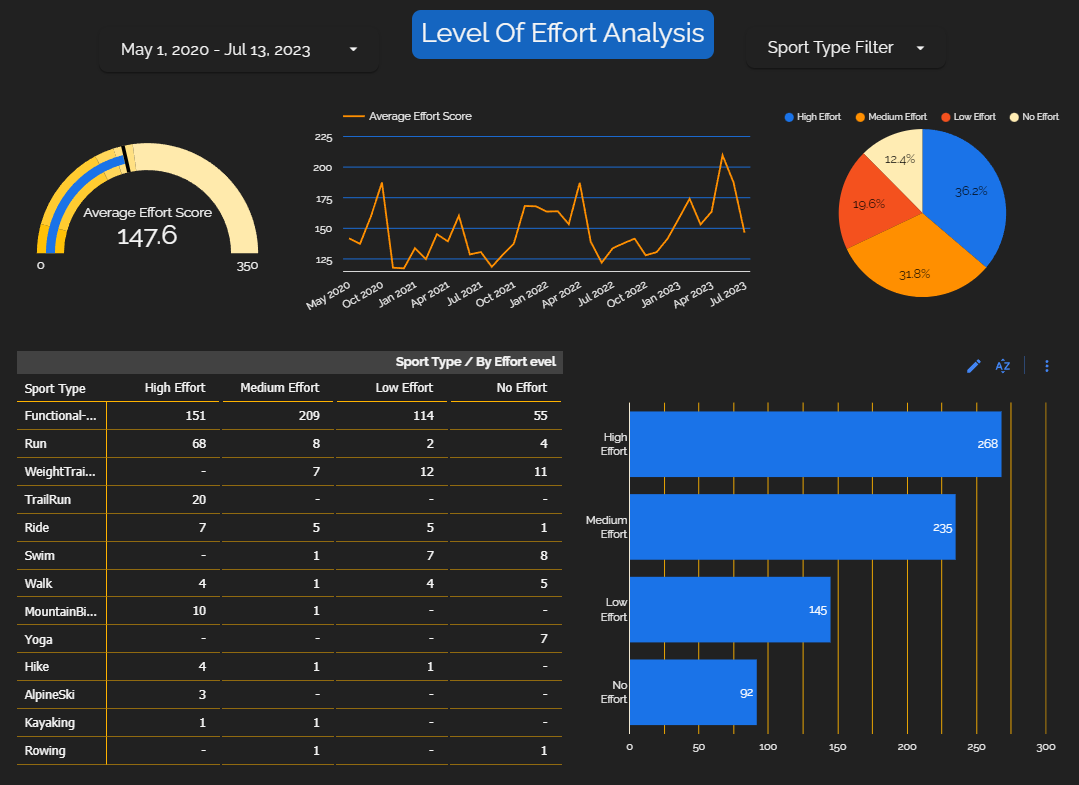 Level Of Effort Analysis
May 1, 2020 - Jul 13, 2023
Sport Type Filter
Average Effort Score
147.6
0
350
Average Effort Score
225
200
175
150
125
May 2020
Oct 2020
Jan 2021
Apr 2021
Jul 2021
Oct 2021
Jan 2022
Apr 2022
Jul 2022
Oct 2022
Jan 2023
Apr 2023
Jul 2023
High Effort Medium Effort Low Effort No Effort
12.4%
36.2%
19.6%
31.8%
Sport Type / By Effort evel
Sport Type High Effort Medium Effort Low Effort No Effort
Functional-... 151 209 114 55
Run 68 8 2 4
WeightTrai... - 7 12 11
TrailRun 20 - - -
Ride 7 5 5 1
Swim - 1 7 8
Walk 4 1 4 5
MountainBi... 10 1 - -
Yoga - - - 7
Hike 4 1 1 -
AlpineSki 3 - - -
Kayaking 1 1 - -
Rowing - 1 - 1
AZ
High
Effort
268
Medium
Effort
235
Low
Effort
145
No
Effort
92
0 50 100 150 200 250 300